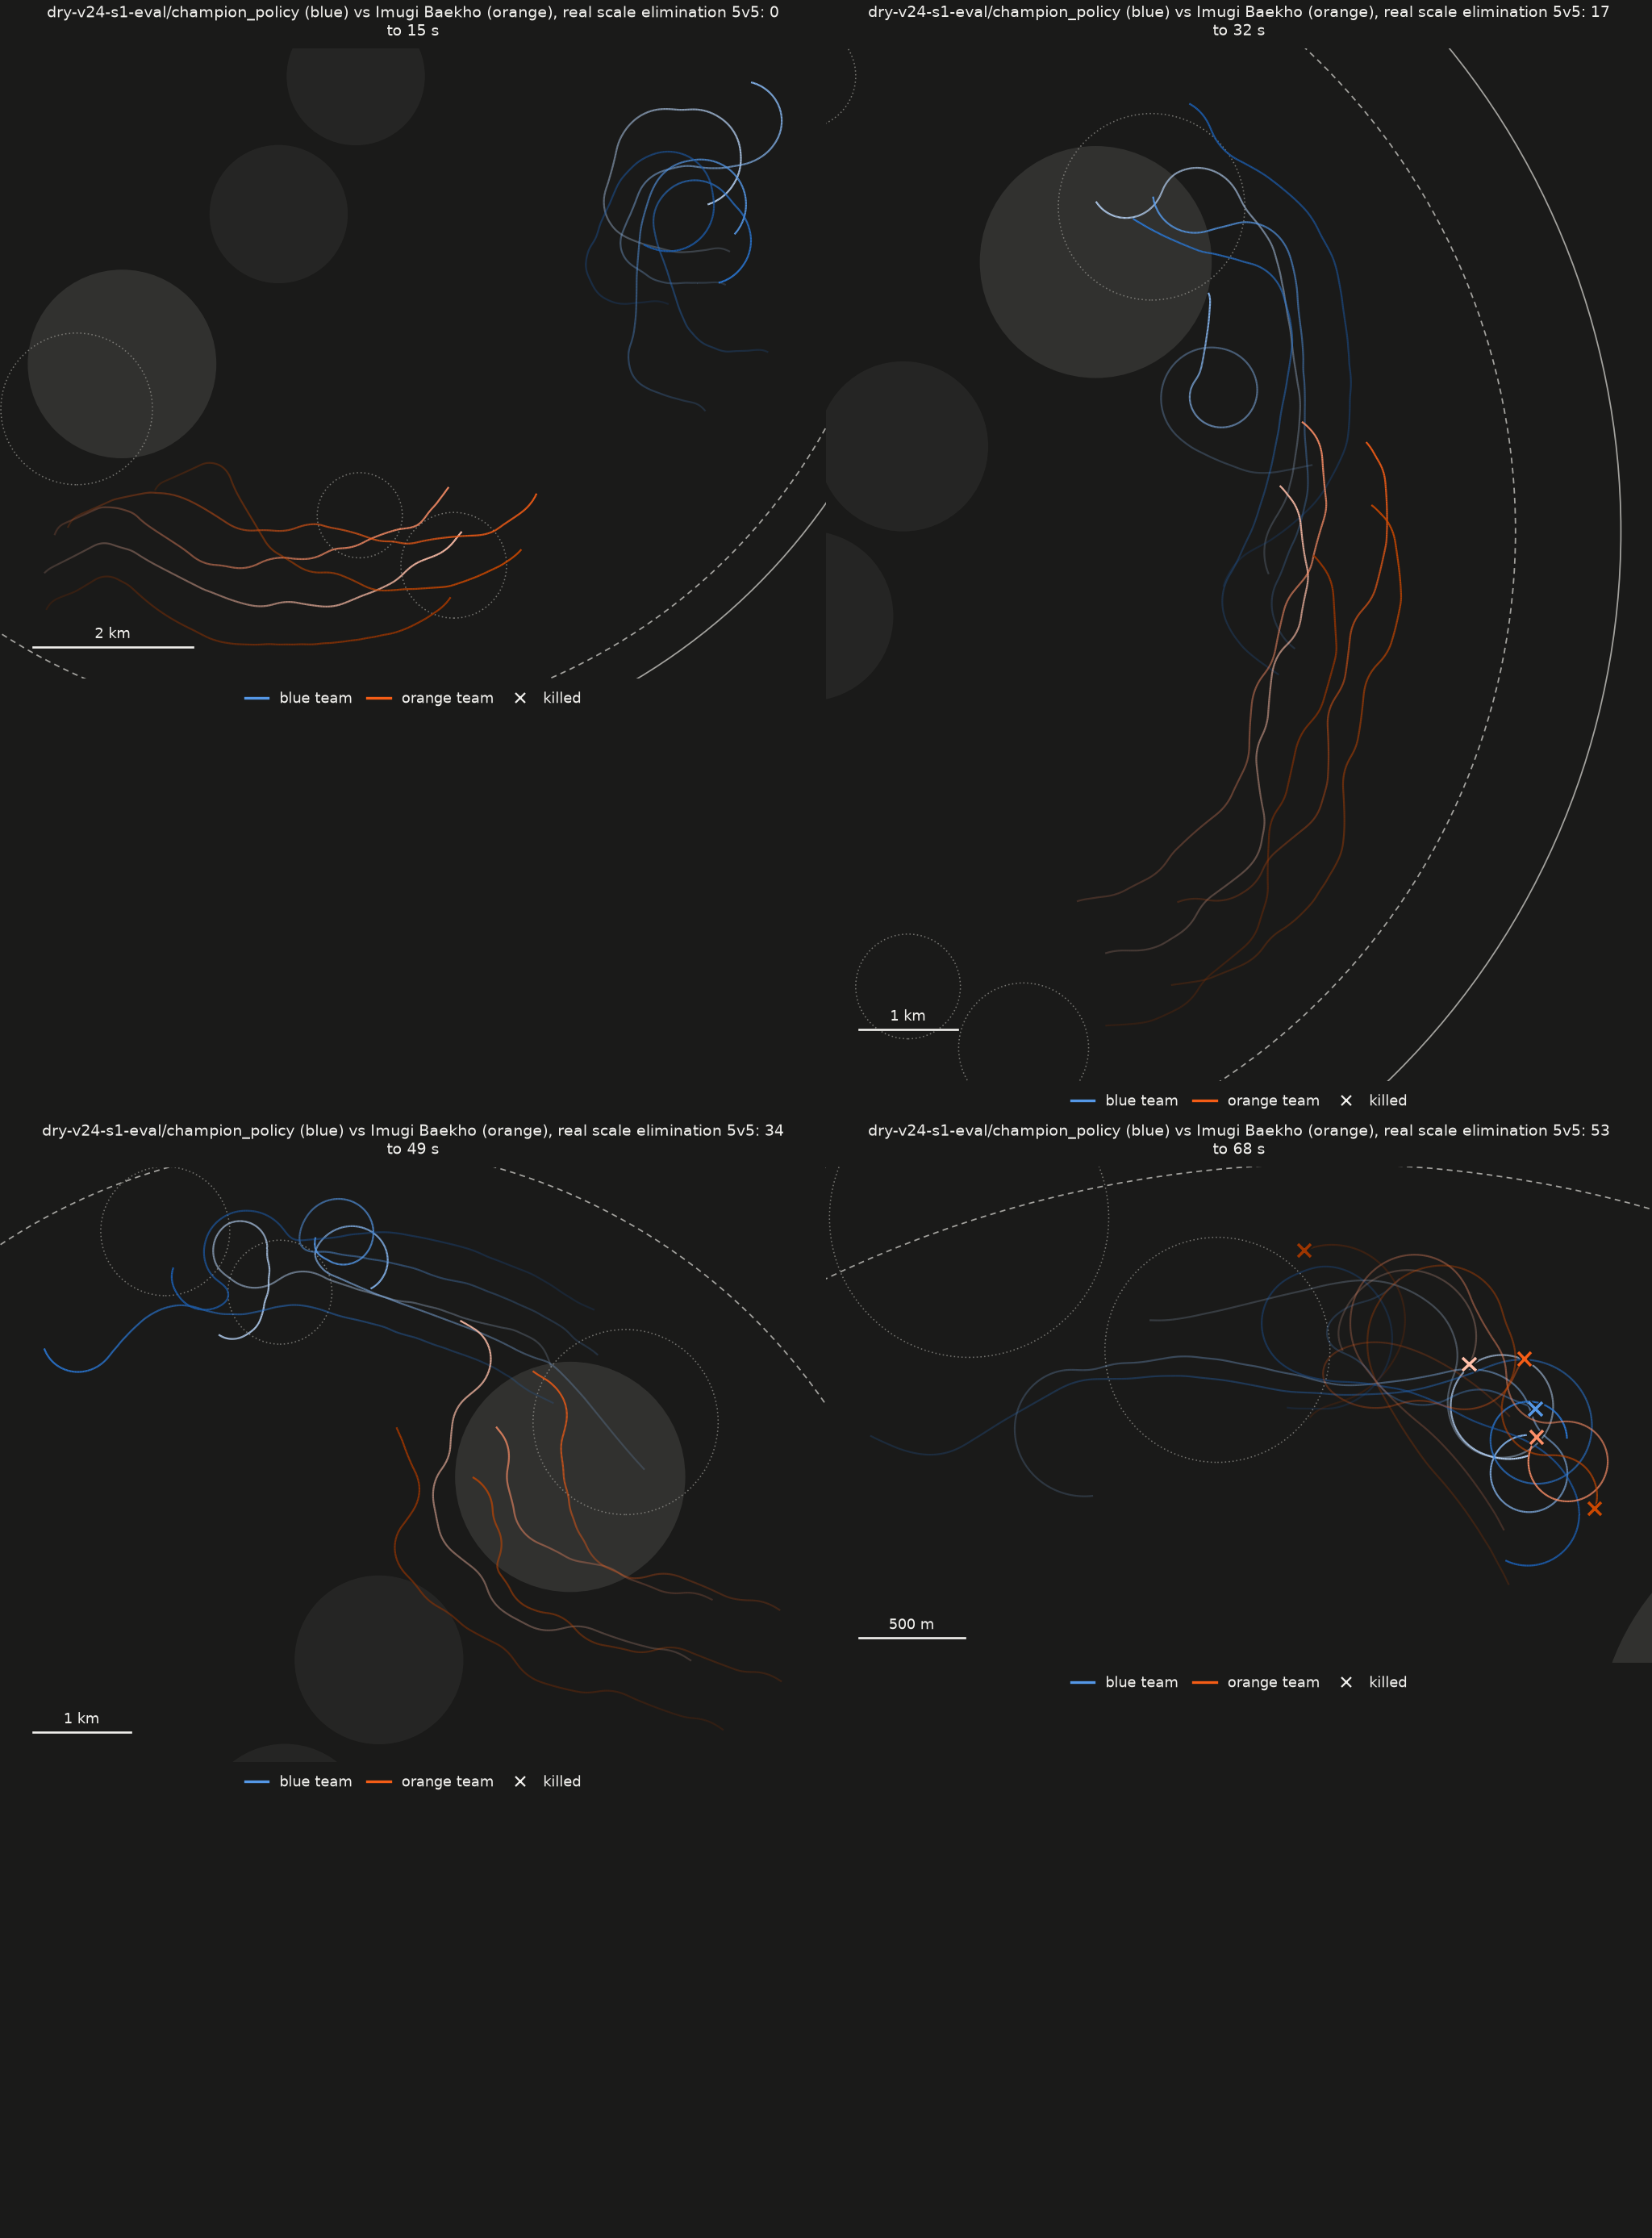 dry-v24-s1-eval/champion_policy (blue) vs Imugi Baekho (orange), real scale elimination 5v5: 0
to 15 s
2 km
blue team
orange team
killed
dry-v24-s1-eval/champion_policy (blue) vs Imugi Baekho (orange), real scale elimination 5v5: 17
to 32 s
1 km
blue team
orange team
killed
dry-v24-s1-eval/champion_policy (blue) vs Imugi Baekho (orange), real scale elimination 5v5: 34
to 49 s
1 km
blue team
orange team
killed
dry-v24-s1-eval/champion_policy (blue) vs Imugi Baekho (orange), real scale elimination 5v5: 53
to 68 s
500 m
blue team
orange team
killed